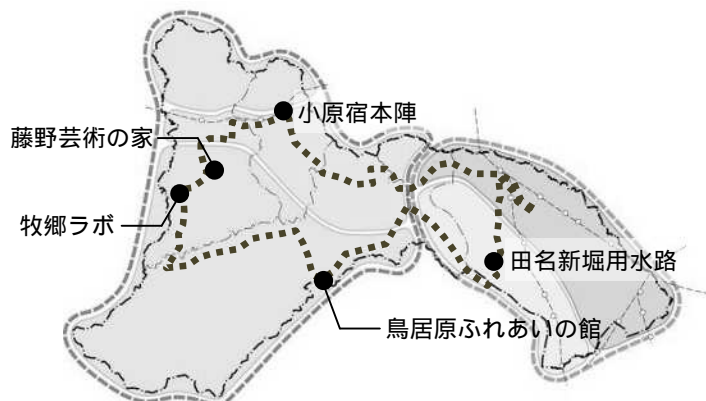 小原宿本陣
藤野芸術の家
牧郷ラボ
田名新堀用水路
鳥居原ふれあいの館